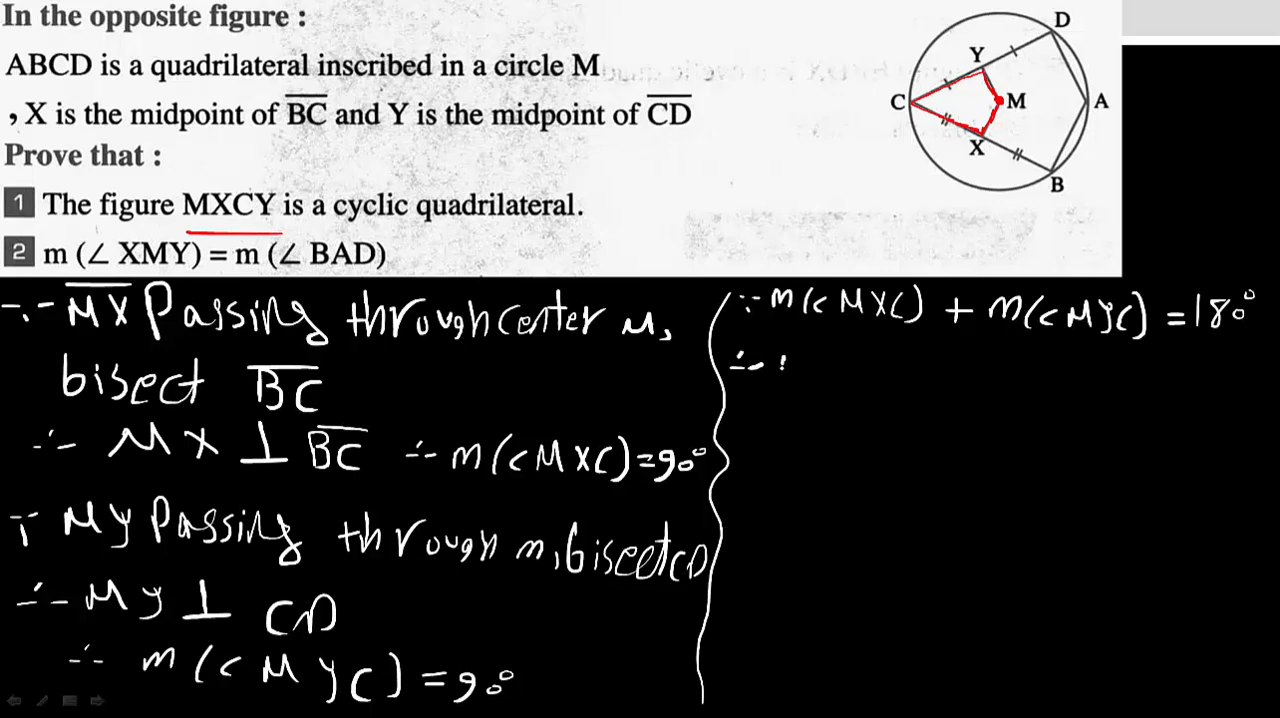 In the opposite figure :
ABCD is a quadrilateral inscribed in a circle M
, X is the midpoint of BC and Y is the midpoint of CD
Prove that :
1 The figure MXCY is a cyclic quadrilateral.
2 m (∠ XMY) = m (∠ BAD)
D
Y
C
M
A
X
B
∵ MX Passing through center M,
bisect BC
∴ MX ⊥ BC ∴ m(<MXC)=90°
∵ My Passing through m, bisect CD
∴ My ⊥ CD
∴ m(<MyC)=90°
∵ m(<MXC) + m(<MyC) = 180°
∴